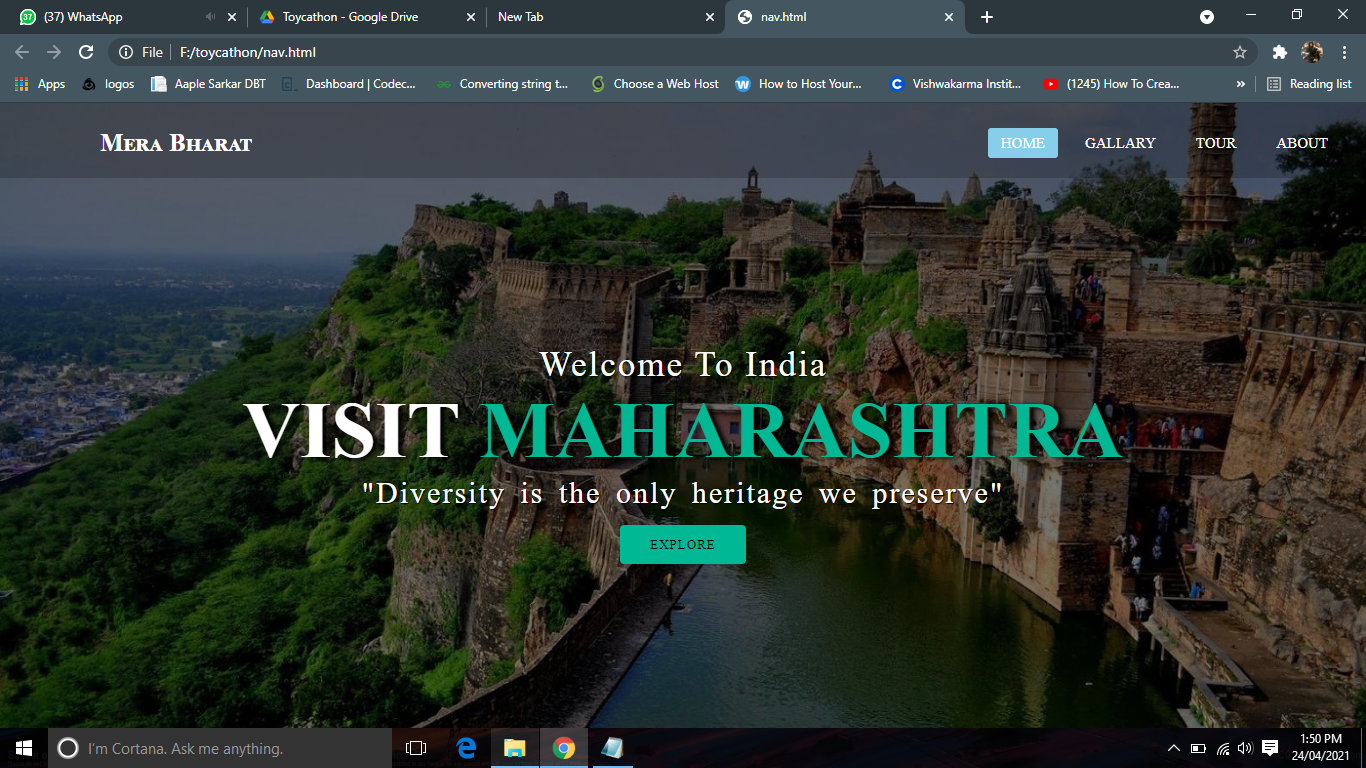 (37) WhatsApp
Toycathon - Google Drive
New Tab
nav.html
File F:/toycathon/nav.html
Apps logos Aaple Sarkar DBT Dashboard | Codec... Converting string t... Choose a Web Host How to Host Your... Vishwakarma Instit... (1245) How To Crea... » Reading list
Mera Bharat
HOME GALLARY TOUR ABOUT
Welcome To India
VISIT MAHARASHTRA
"Diversity is the only heritage we preserve"
EXPLORE
I'm Cortana. Ask me anything.
1:50 PM
24/04/2021